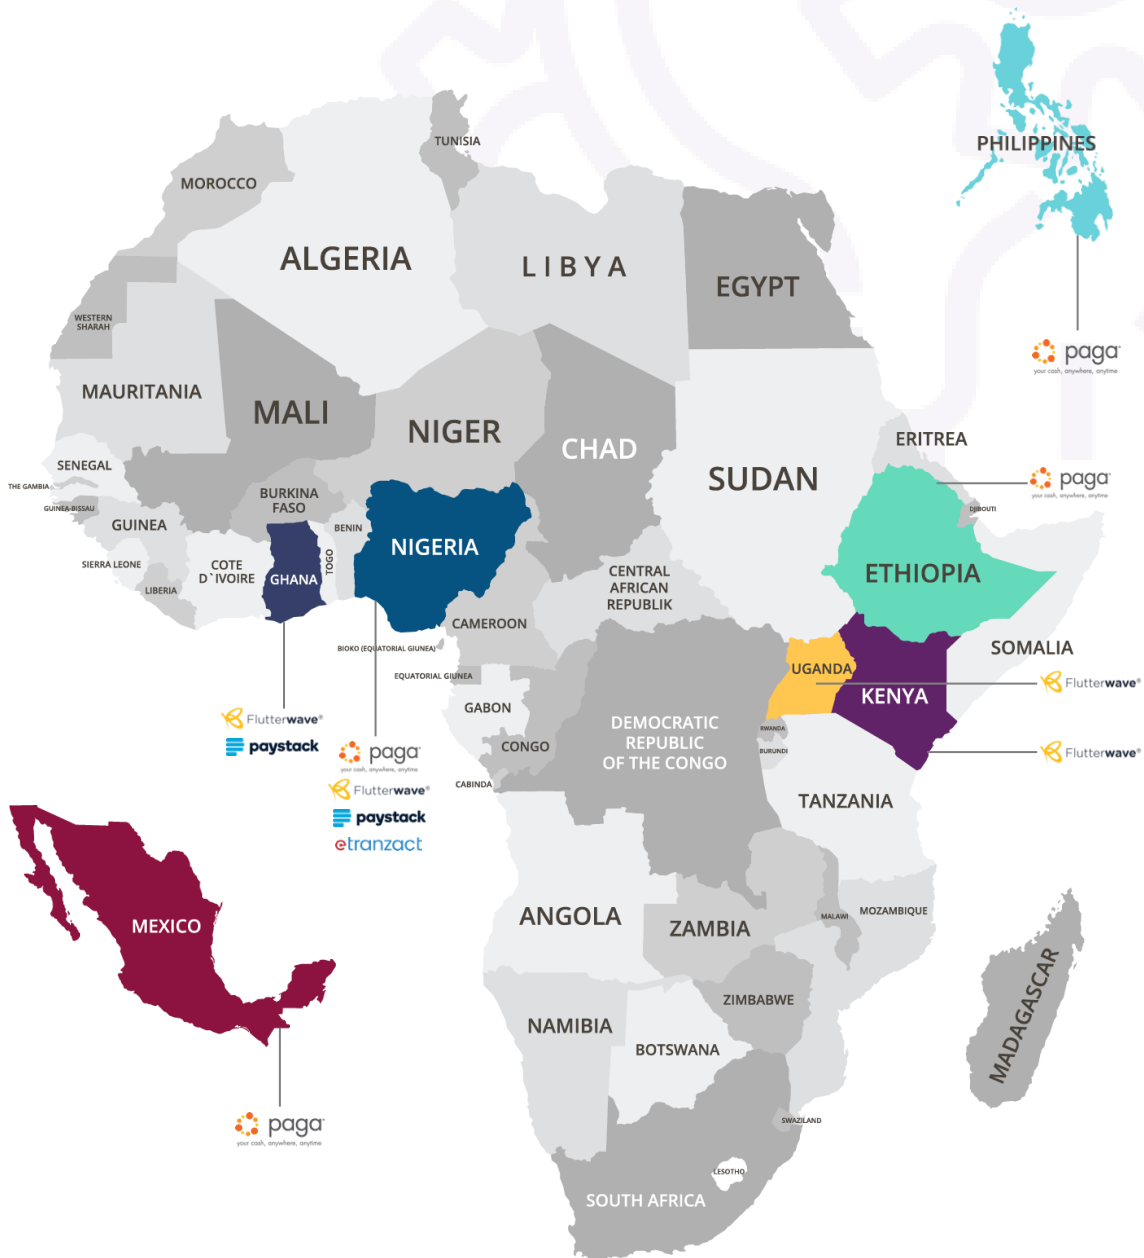 PHILIPPINES
TUNISIA
MOROCCO
ALGERIA
LIBYA
EGYPT
WESTERN
SHARAH
paga
your cash, anywhere, anytime
MAURITANIA
MALI
NIGER
CHAD
SUDAN
ERITREA
SENEGAL
THE GAMBIA
GUINEA-BISSAU
GUINEA
BURKINA
FASO
BENIN
NIGERIA
paga
your cash, anywhere, anytime
DJIBOUTI
SIERRA LEONE
LIBERIA
COTE
D`IVOIRE
GHANA
TOGO
CENTRAL
AFRICAN
REPUBLIK
ETHIOPIA
CAMEROON
BIOKO (EQUATORIAL GIUNEA)
EQUATORIAL GIUNEA
SOMALIA
UGANDA
KENYA
Flutterwave®
GABON
CONGO
DEMOCRATIC
REPUBLIC
OF THE CONGO
RWANDA
BURUNDI
Flutterwave®
Flutterwave®
paystack
paga
your cash, anywhere, anytime
Flutterwave®
paystack
etranzact
CABINDA
TANZANIA
MEXICO
ANGOLA
ZAMBIA
MALAWI
MOZAMBIQUE
MADAGASCAR
ZIMBABWE
NAMIBIA
BOTSWANA
paga
your cash, anywhere, anytime
SWAZILAND
LESOTHO
SOUTH AFRICA